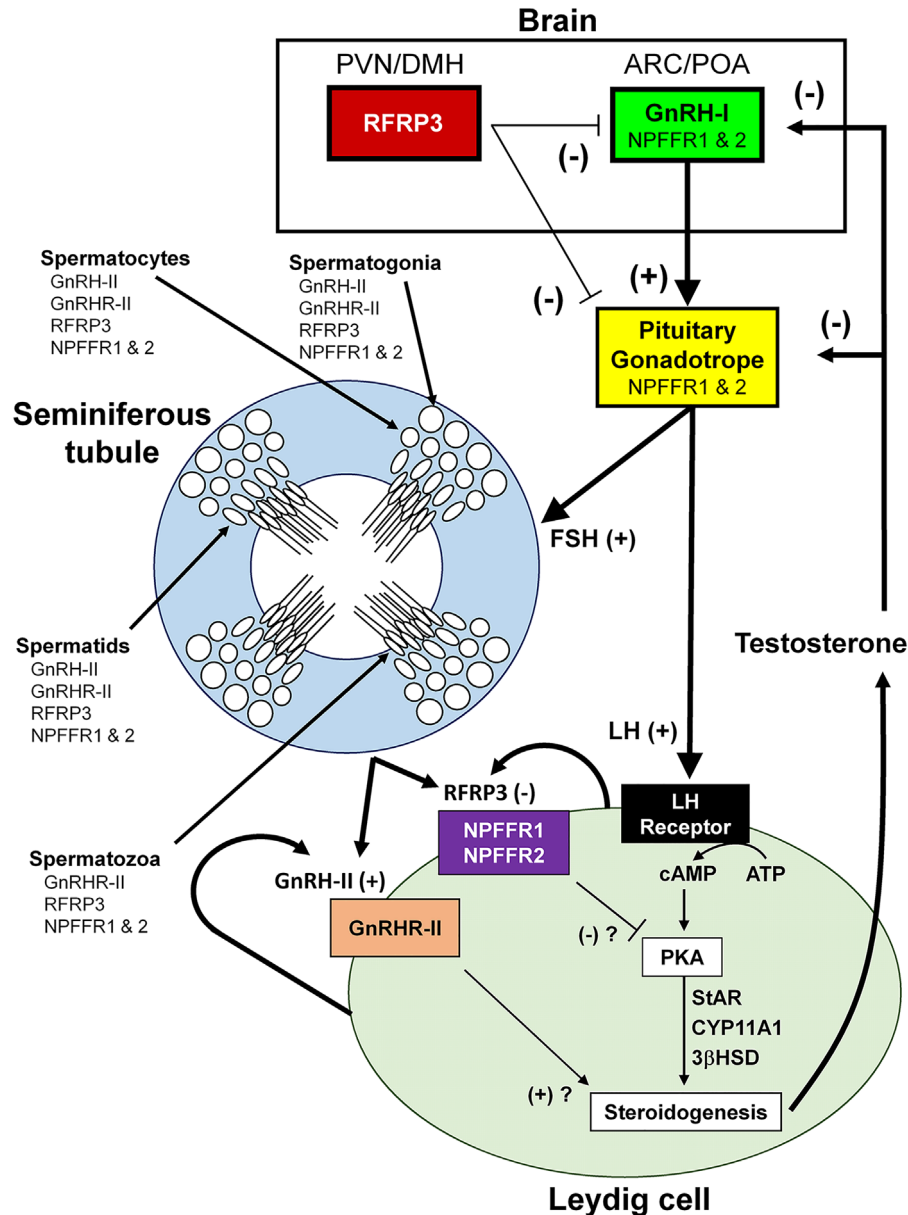 Brain
PVN/DMH
ARC/POA
RFRP3
GnRH-I
NPFFR1 & 2
(-)
(-)
(-)
(+)
(-)
Pituitary
Gonadotrope
NPFFR1 & 2
Spermatocytes
GnRH-II
GnRHR-II
RFRP3
NPFFR1 & 2
Spermatogonia
GnRH-II
GnRHR-II
RFRP3
NPFFR1 & 2
Seminiferous
tubule
FSH (+)
Spermatids
GnRH-II
GnRHR-II
RFRP3
NPFFR1 & 2
Testosterone
LH (+)
Spermatozoa
GnRHR-II
RFRP3
NPFFR1 & 2
RFRP3 (-)
NPFFR1
NPFFR2
LH
Receptor
GnRH-II (+)
GnRHR-II
cAMP
ATP
(-) ?
PKA
StAR
CYP11A1
3βHSD
(+) ?
Steroidogenesis
Leydig cell